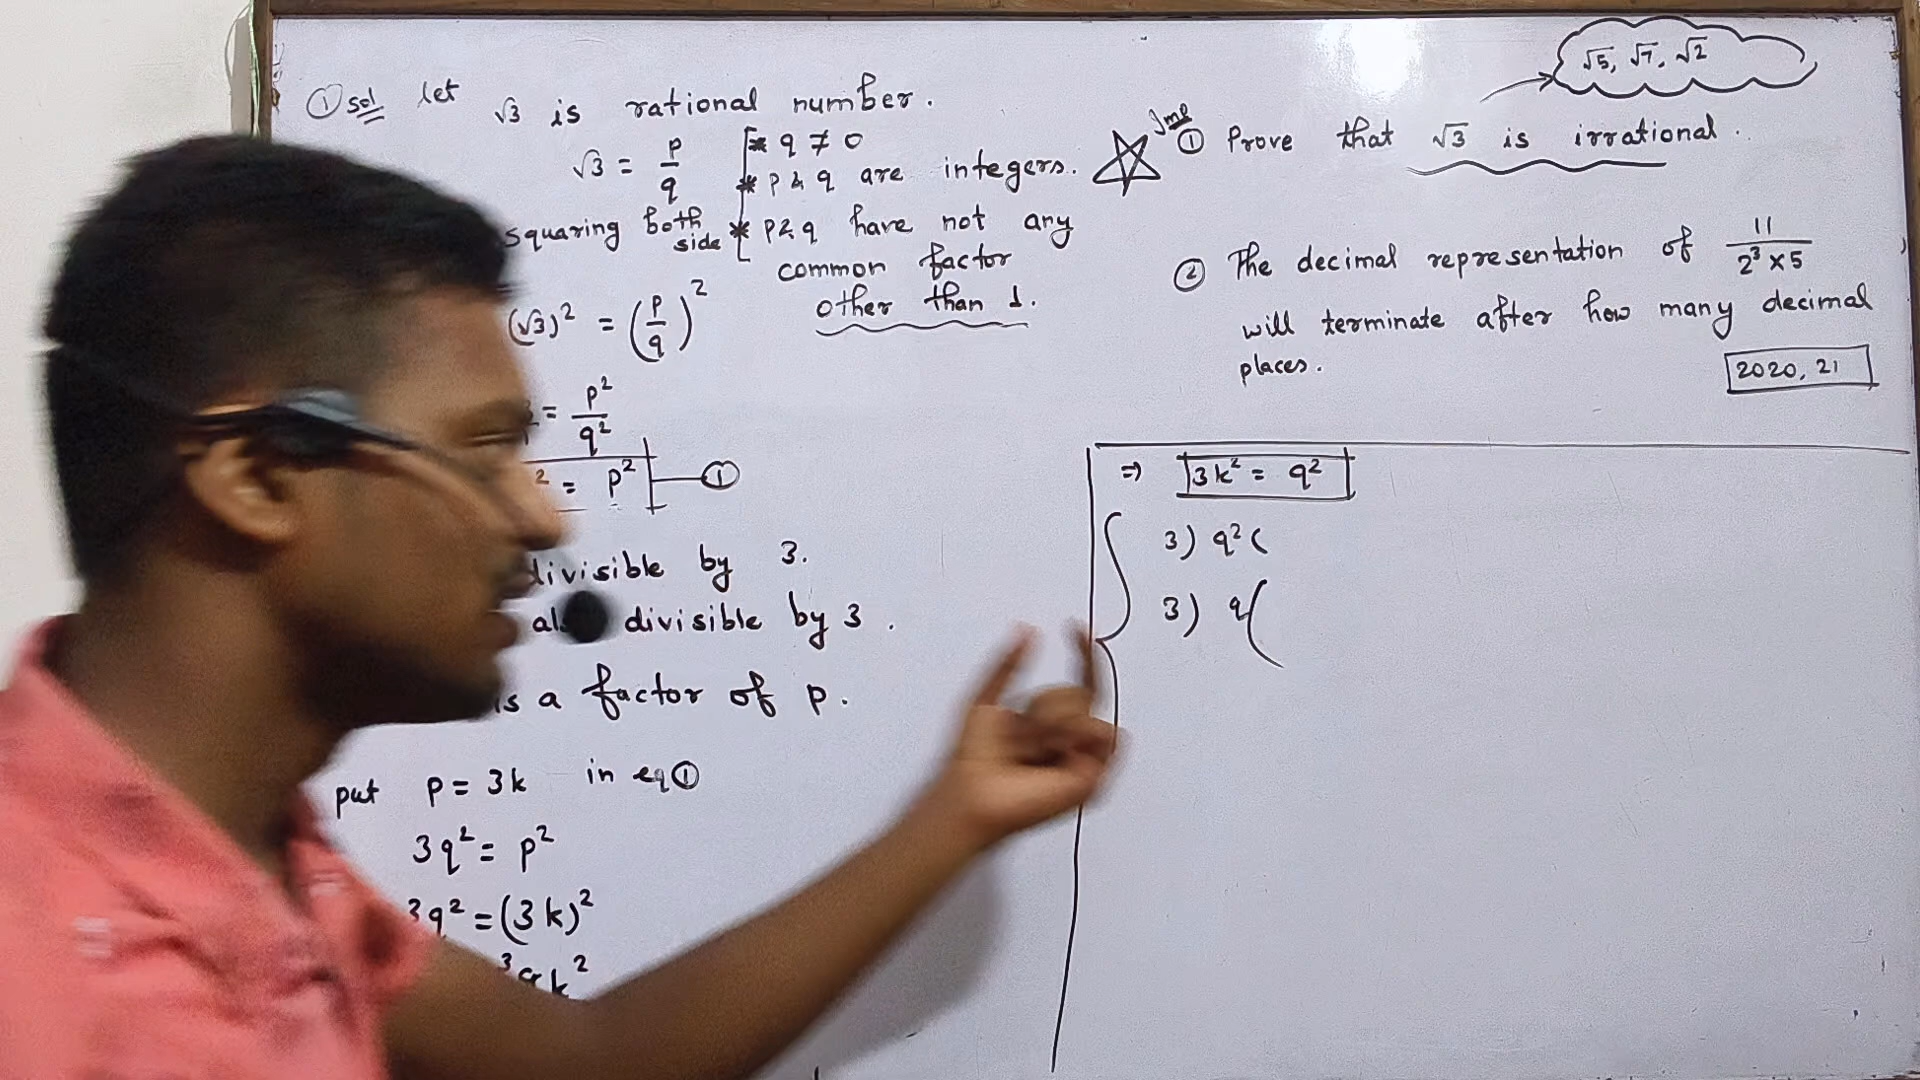 ① sol let √3 is rational number.
√3 = p/q
* q ≠ 0
* p & q are integers.
* p & q have not any
common factor
other than 1.
squaring both
side
(√3)² = (p/q)²
= p²/q²
² = p² ①
divisible by 3.
divisible by 3.
is a factor of p.
put p = 3k in eq ①
3q² = p²
3q² = (3k)²
k²
√5, √7, √2
Imp
① Prove that √3 is irrational.
② The decimal representation of 11/2³×5
will terminate after how many decimal
places.
2020, 21
⇒ 3k² = q²
3) q² (
3) q (